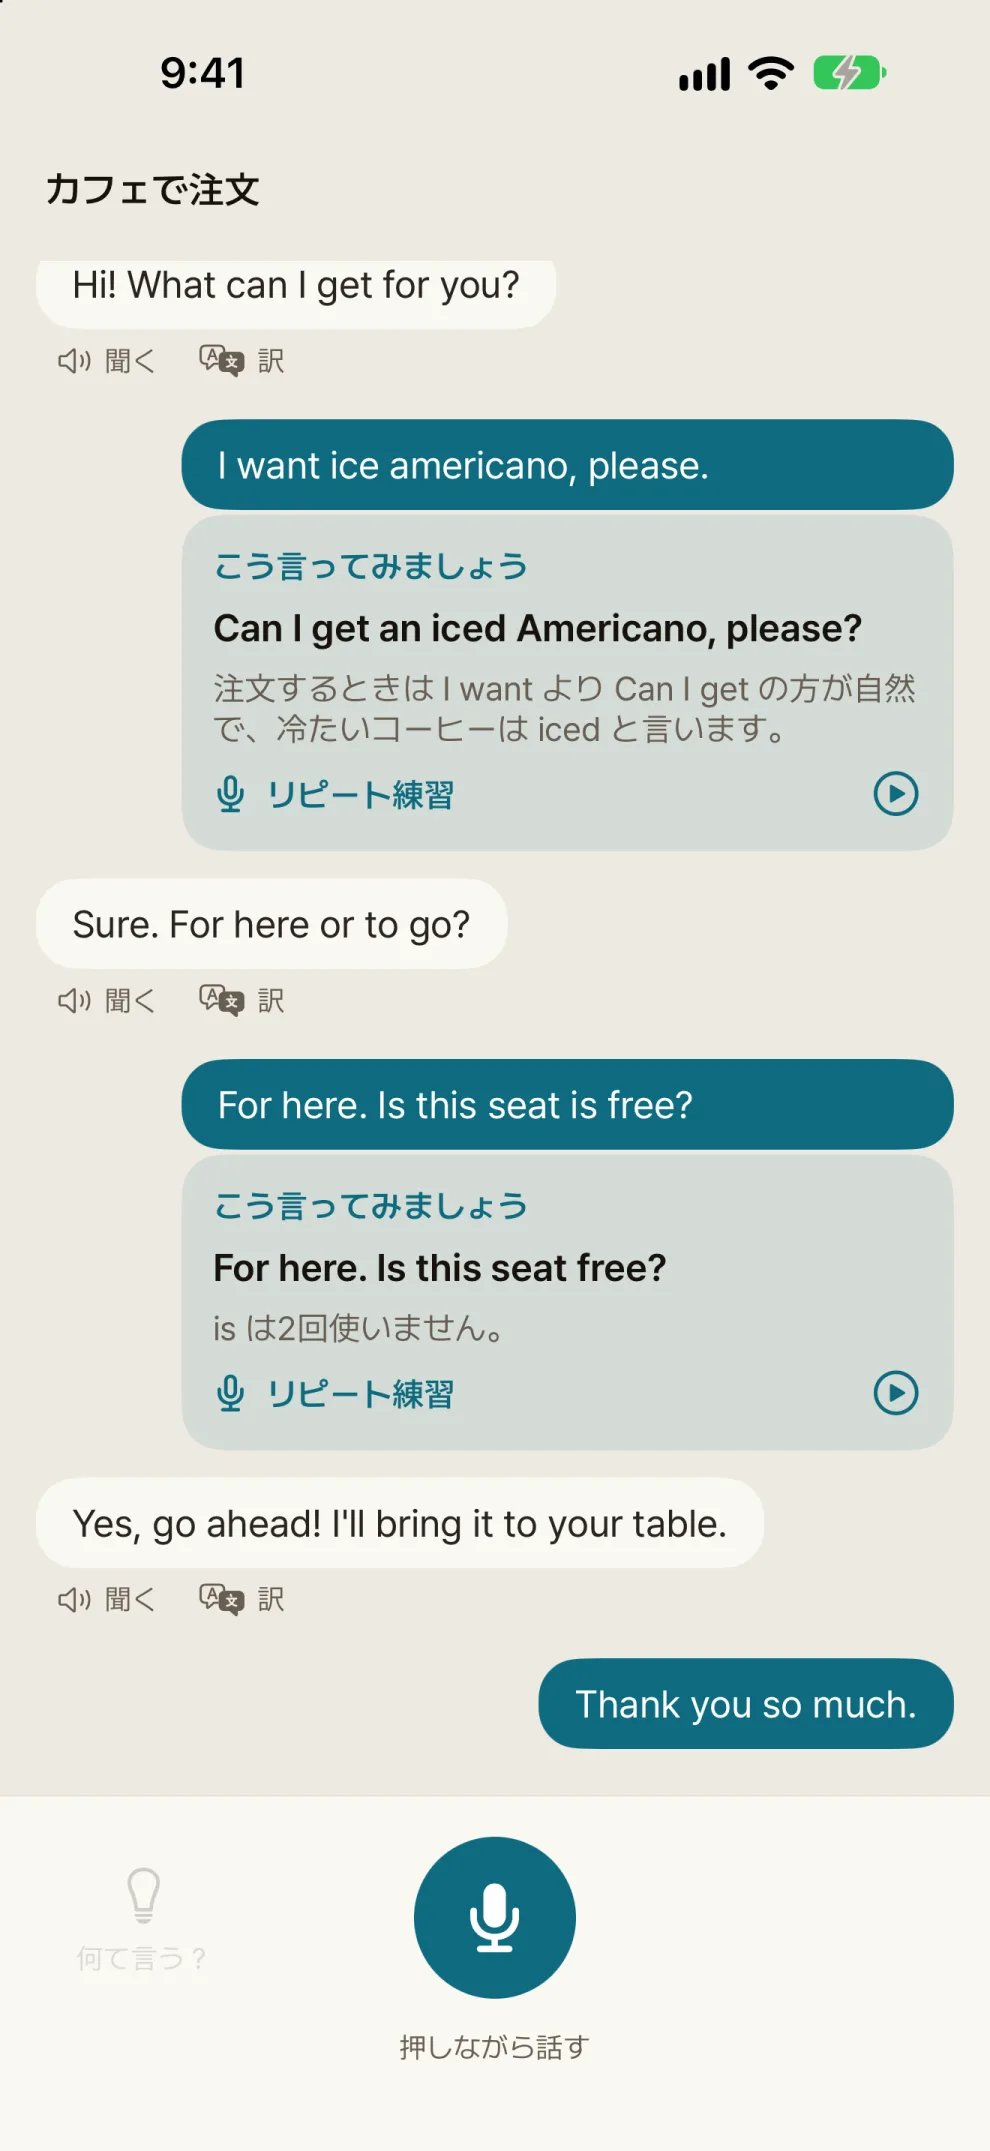 9:41
カフェで注文
Hi! What can I get for you?
聞く 訳
I want ice americano, please.
こう言ってみましょう
Can I get an iced Americano, please?
注文するときは I want より Can I get の方が自然
で、冷たいコーヒーは iced と言います。
リピート練習
Sure. For here or to go?
聞く 訳
For here. Is this seat is free?
こう言ってみましょう
For here. Is this seat free?
is は2回使いません。
リピート練習
Yes, go ahead! I'll bring it to your table.
聞く 訳
Thank you so much.
何て言う？
押しながら話す